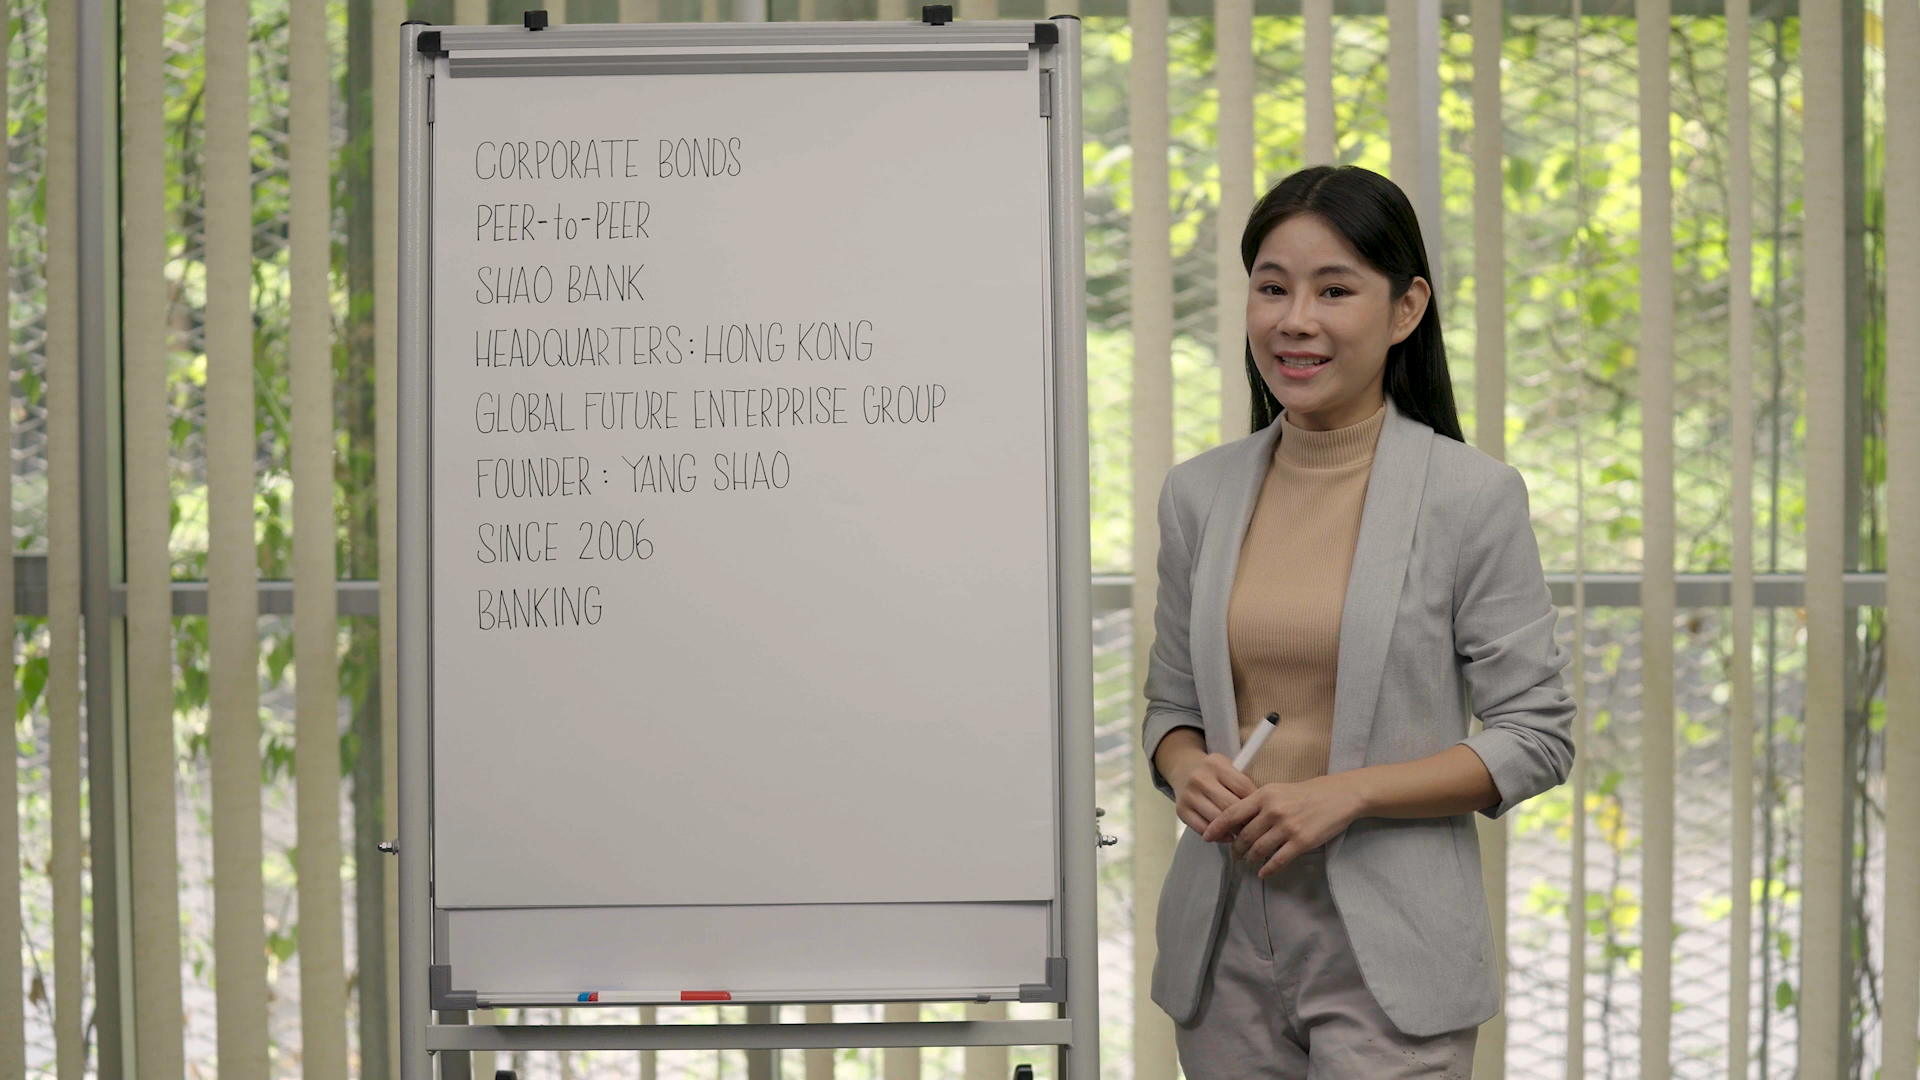 CORPORATE BONDS
PEER-to-PEER
SHAO BANK
HEADQUARTERS: HONG KONG
GLOBAL FUTURE ENTERPRISE GROUP
FOUNDER: YANG SHAO
SINCE 2006
BANKING